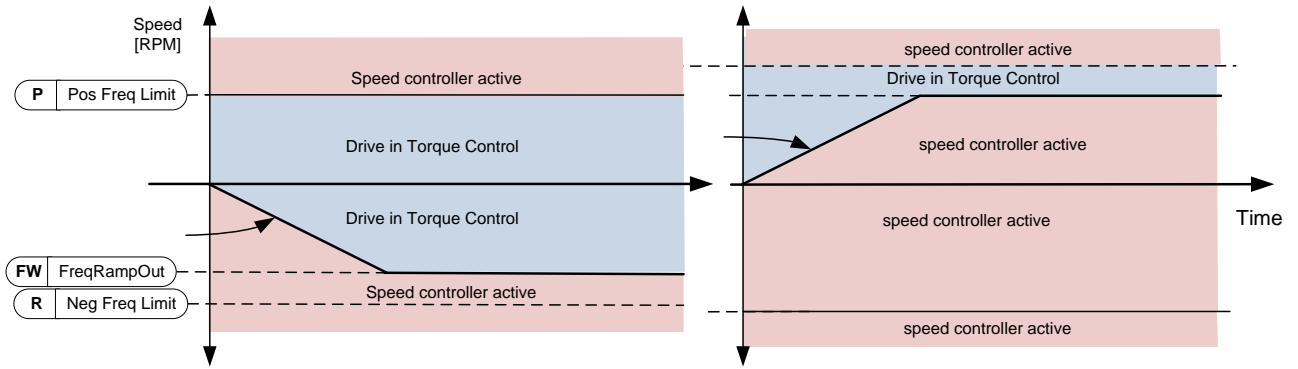 Speed
[RPM]
Speed controller active
P Pos Freq Limit
Drive in Torque Control
Drive in Torque Control
FW FreqRampOut
Speed controller active
R Neg Freq Limit
speed controller active
Drive in Torque Control
speed controller active
speed controller active
Time
speed controller active